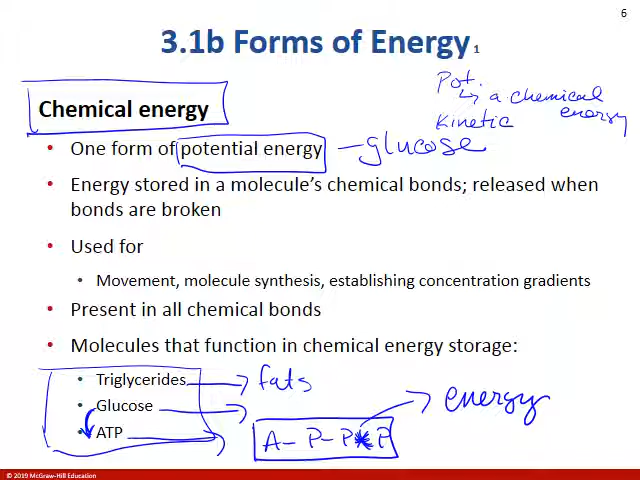 6
3.1b Forms of Energy 1
Pot.
↳ a chemical
energy
Kinetic
Chemical energy
• One form of potential energy – glucose
• Energy stored in a molecule's chemical bonds; released when
bonds are broken
• Used for
• Movement, molecule synthesis, establishing concentration gradients
• Present in all chemical bonds
• Molecules that function in chemical energy storage:
• Triglycerides → fats
• Glucose → energy
• ATP → A – P – P P
© 2019 McGraw-Hill Education